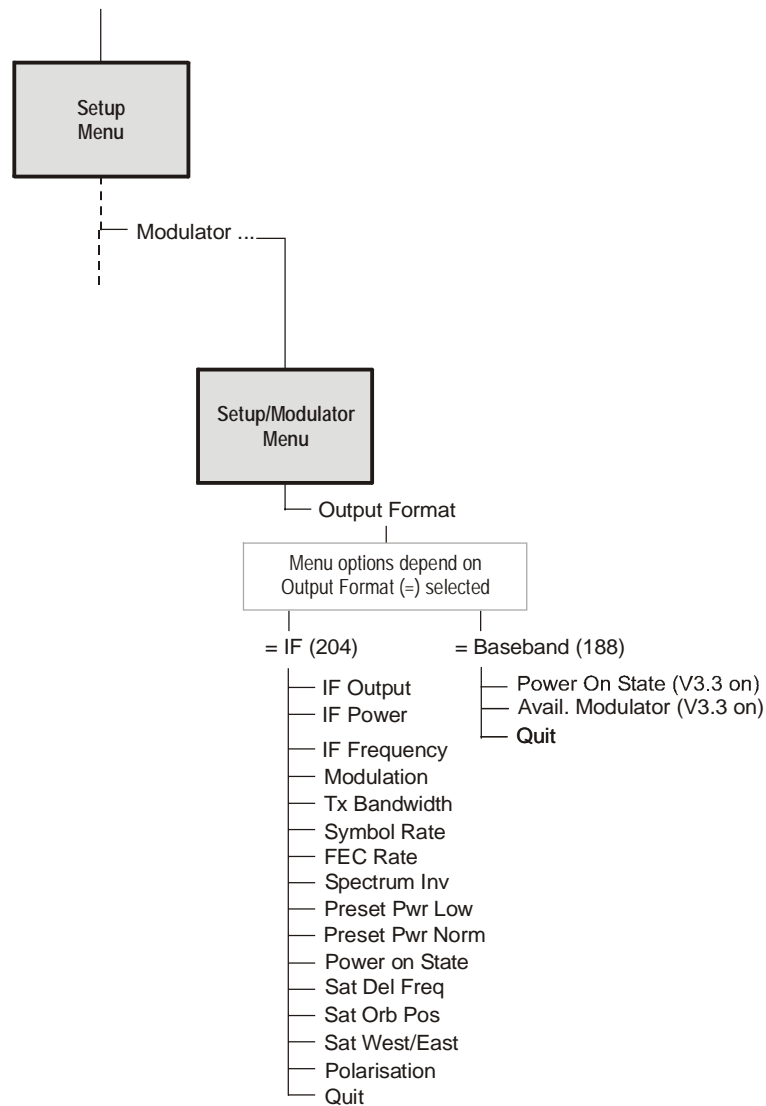 Setup
Menu
Modulator ...
Setup/Modulator
Menu
Output Format
Menu options depend on
Output Format (=) selected
= IF (204)
IF Output
IF Power
IF Frequency
Modulation
Tx Bandwidth
Symbol Rate
FEC Rate
Spectrum Inv
Preset Pwr Low
Preset Pwr Norm
Power on State
Sat Del Freq
Sat Orb Pos
Sat West/East
Polarisation
Quit
= Baseband (188)
Power On State (V3.3 on)
Avail. Modulator (V3.3 on)
Quit